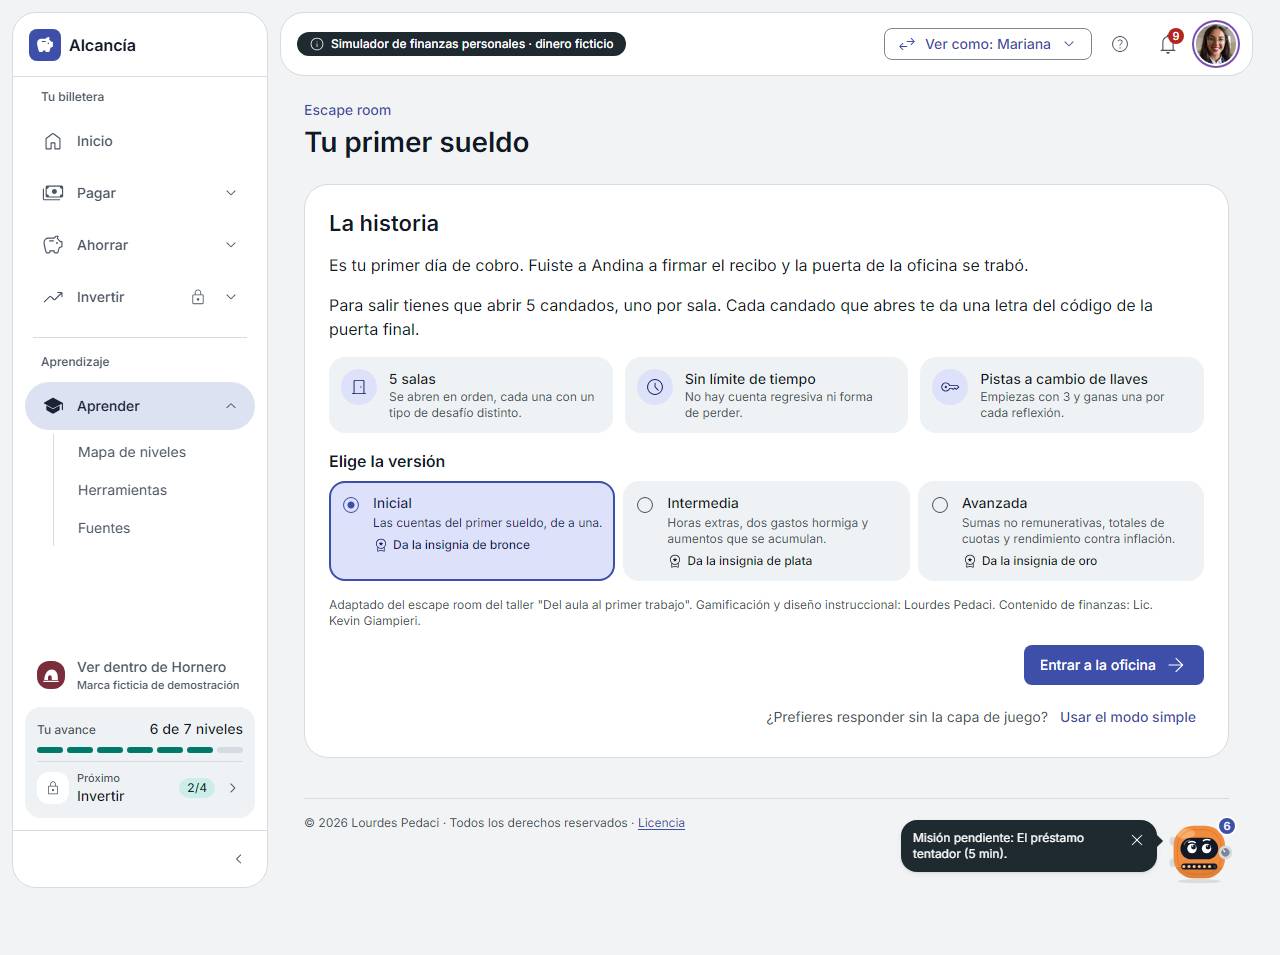 Alcancía
Simulador de finanzas personales · dinero ficticio
Ver como: Mariana
9
Tu billetera
Inicio
Pagar
Ahorrar
Invertir
Aprendizaje
Aprender
Mapa de niveles
Herramientas
Fuentes
Ver dentro de Hornero
Marca ficticia de demostración
Tu avance
6 de 7 niveles
Próximo
Invertir
2/4
Escape room
Tu primer sueldo
La historia
Es tu primer día de cobro. Fuiste a Andina a firmar el recibo y la puerta de la oficina se trabó.
Para salir tienes que abrir 5 candados, uno por sala. Cada candado que abres te da una letra del código de la
puerta final.
5 salas
Se abren en orden, cada una con un
tipo de desafío distinto.
Sin límite de tiempo
No hay cuenta regresiva ni forma
de perder.
Pistas a cambio de llaves
Empiezas con 3 y ganas una por
cada reflexión.
Elige la versión
Inicial
Las cuentas del primer sueldo, de a una.
Da la insignia de bronce
Intermedia
Horas extras, dos gastos hormiga y
aumentos que se acumulan.
Da la insignia de plata
Avanzada
Sumas no remunerativas, totales de
cuotas y rendimiento contra inflación.
Da la insignia de oro
Adaptado del escape room del taller "Del aula al primer trabajo". Gamificación y diseño instruccional: Lourdes Pedaci. Contenido de finanzas: Lic.
Kevin Giampieri.
Entrar a la oficina
¿Prefieres responder sin la capa de juego? Usar el modo simple
© 2026 Lourdes Pedaci · Todos los derechos reservados · Licencia
Misión pendiente: El préstamo
tentador (5 min).
6